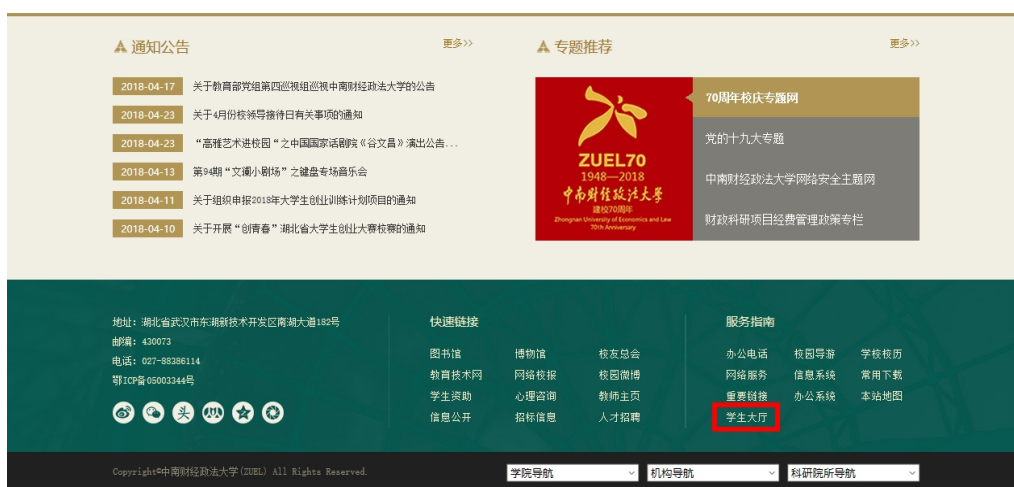 通知公告
更多>>
2018-04-17 关于教育部党组第四巡视组巡视中南财经政法大学的公告
2018-04-23 关于4月份校领导接待日有关事项的通知
2018-04-23 “高雅艺术进校园“之中国国家话剧院《谷文昌》演出公告...
2018-04-13 第94期“文澜小剧场”之键盘专场音乐会
2018-04-11 关于组织申报2018年大学生创业训练计划项目的通知
2018-04-10 关于开展“创青春”湖北省大学生创业大赛校赛的通知
专题推荐
更多>>
ZUEL70
1948—2018
中南财经政法大学
建校70周年
Zhongnan University of Economics and Law
70th Anniversary
70周年校庆专题网
党的十九大专题
中南财经政法大学网络安全主题网
财政科研项目经费管理政策专栏
地址: 湖北省武汉市东湖新技术开发区南湖大道182号
邮编: 430073
电话: 027-88386114
鄂ICP备05003344号
快速链接
图书馆 博物馆 校友总会
教育技术网 网络校报 校园微博
学生资助 心理咨询 教师主页
信息公开 招标信息 人才招聘
服务指南
办公电话 校园导游 学校校历
网络服务 信息系统 常用下载
重要链接 办公系统 本站地图
学生大厅
Copyright©中南财经政法大学(ZUEL) All Rights Reserved.
学院导航 机构导航 科研院所导航